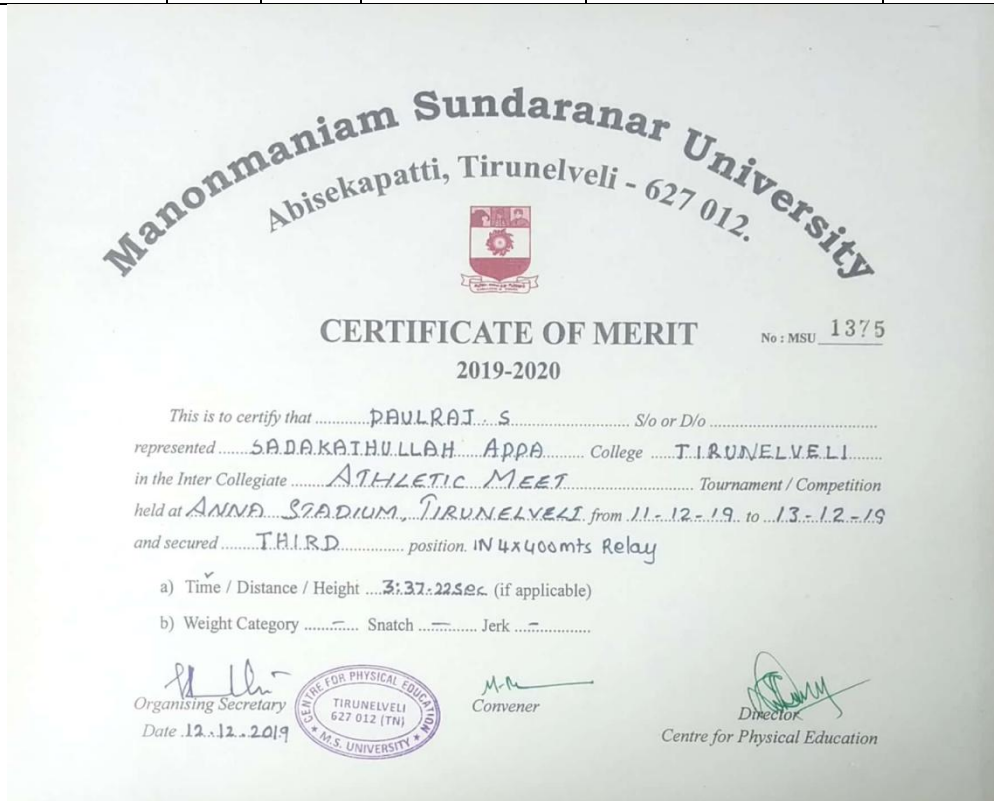 Manonmaniam Sundaranar University
Abisekapatti, Tirunelveli - 627 012.
CERTIFICATE OF MERIT
No : MSU 1375
2019-2020
This is to certify that PAULRAJ. S S/o or D/o
represented SADAKATHULLAH APPA College TIRUNELVELI
in the Inter Collegiate ATHLETIC MEET Tournament / Competition
held at ANNA STADIUM, TIRUNELVELI from 11-12-19 to 13-12-19
and secured THIRD position. IN 4x400mts Relay
a) Time / Distance / Height 3:37.22sec (if applicable)
b) Weight Category - Snatch - Jerk -
Organising Secretary
Convener
Director
Date 12.12.2019
Centre for Physical Education
CENTRE FOR PHYSICAL EDUCATION
TIRUNELVELI
627 012 (TN)
M.S. UNIVERSITY